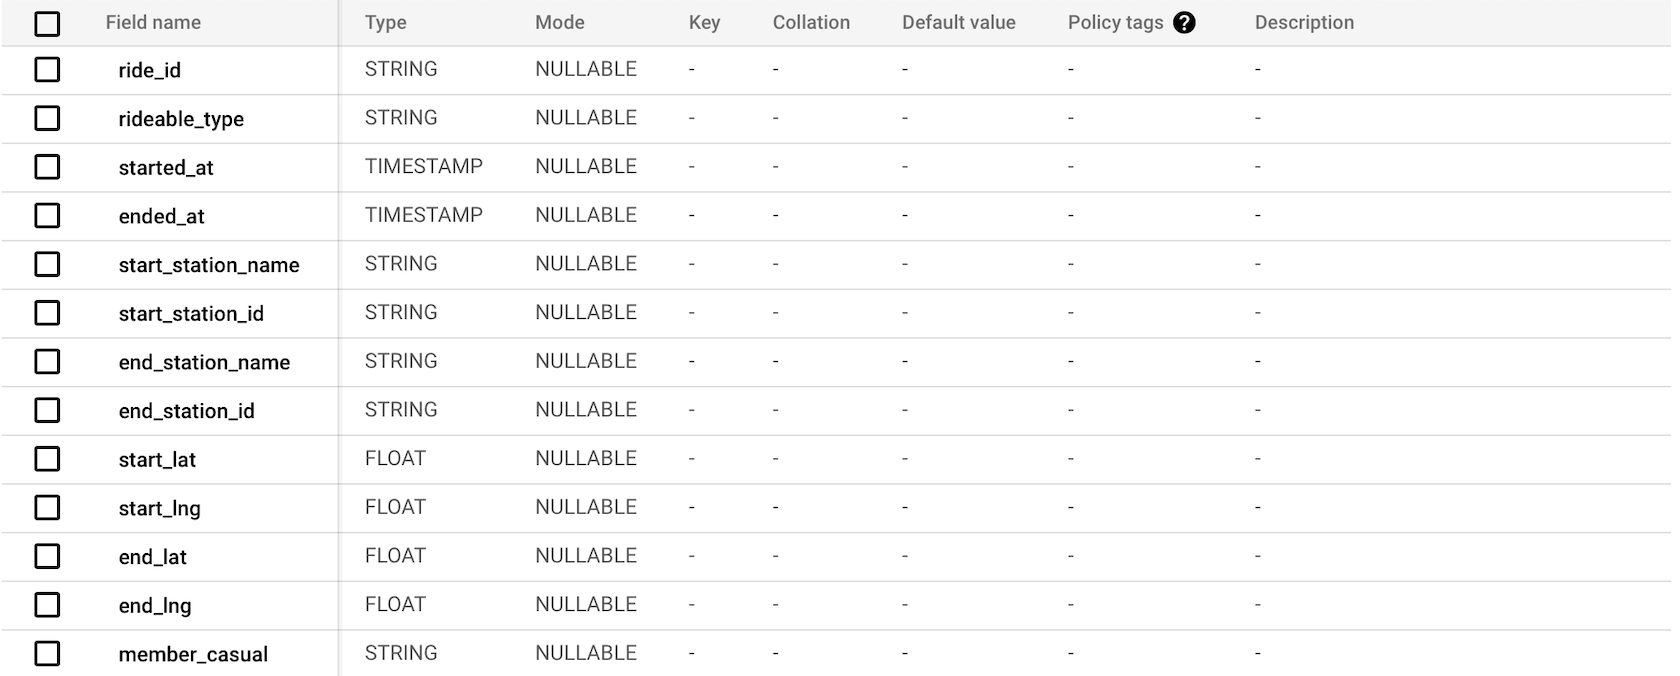 Field name Type Mode Key Collation Default value Policy tags ? Description
ride_id STRING NULLABLE - - - - -
rideable_type STRING NULLABLE - - - - -
started_at TIMESTAMP NULLABLE - - - - -
ended_at TIMESTAMP NULLABLE - - - - -
start_station_name STRING NULLABLE - - - - -
start_station_id STRING NULLABLE - - - - -
end_station_name STRING NULLABLE - - - - -
end_station_id STRING NULLABLE - - - - -
start_lat FLOAT NULLABLE - - - - -
start_lng FLOAT NULLABLE - - - - -
end_lat FLOAT NULLABLE - - - - -
end_lng FLOAT NULLABLE - - - - -
member_casual STRING NULLABLE - - - - -